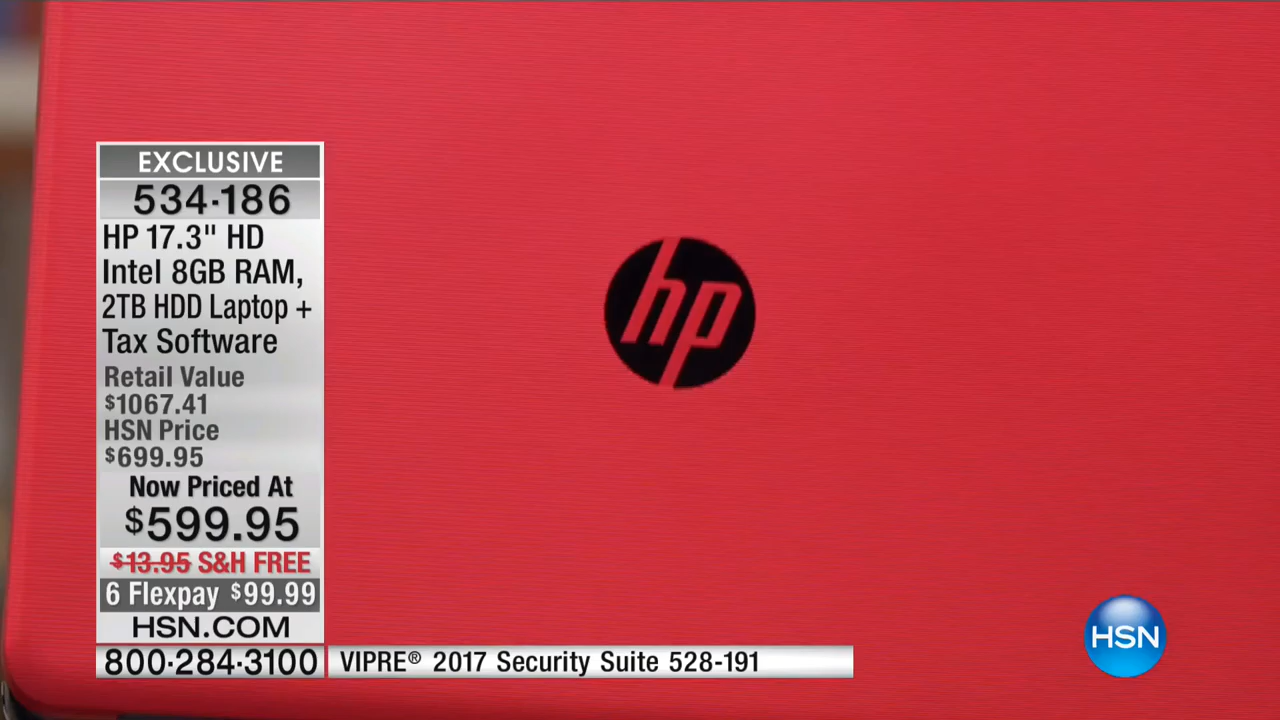 EXCLUSIVE
534·186
HP 17.3" HD
Intel 8GB RAM,
2TB HDD Laptop +
Tax Software
Retail Value
$1067.41
HSN Price
$699.95
Now Priced At
$599.95
$13.95 S&H FREE
6 Flexpay $99.99
HSN.COM
800·284·3100
VIPRE® 2017 Security Suite 528-191
hp
HSN